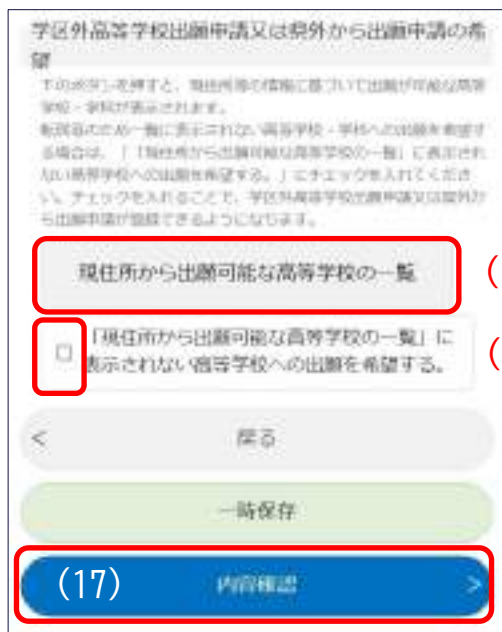 学区外高等学校出願申請又は県外から出願申請の希
望
下のボタンを押すと、現住所等の情報に基づいて出願が可能な高等
学校・学科が表示されます。
転居等のため一覧に表示されない高等学校・学科への出願を希望す
る場合は、「「現住所から出願可能な高等学校の一覧」に表示され
ない高等学校への出願を希望する。」にチェックを入れてくださ
い。チェックを入れることで、学区外高等学校出願申請又は県外か
ら出願申請が登録できるようになります。
現住所から出願可能な高等学校の一覧 (
「現住所から出願可能な高等学校の一覧」に
表示されない高等学校への出願を希望する。 (
< 戻る
一時保存
(17) 内容確認 >